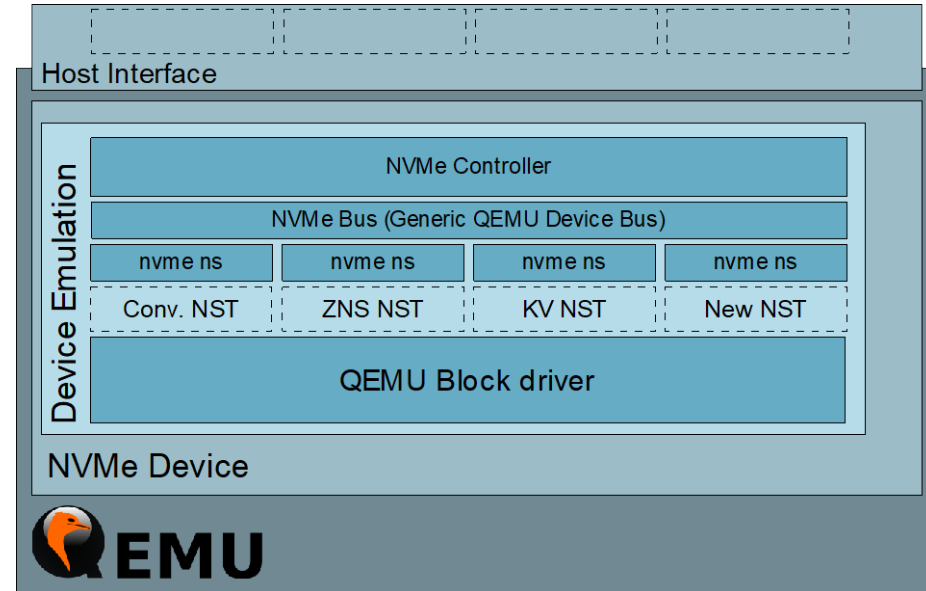 Host Interface
Device Emulation
NVMe Controller
NVMe Bus (Generic QEMU Device Bus)
nvme ns
nvme ns
nvme ns
nvme ns
Conv. NST
ZNS NST
KV NST
New NST
QEMU Block driver
NVMe Device
QEMU